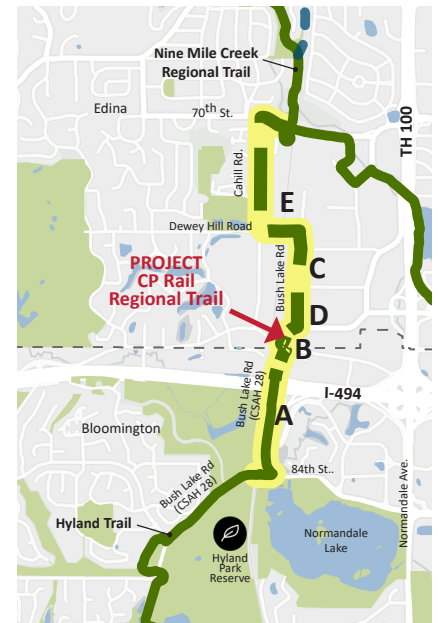 Nine Mile Creek
Regional Trail
Edina
70th St.
TH 100
Cahill Rd.
E
Dewey Hill Road
PROJECT
CP Rail
Regional Trail
Bush Lake Rd
C
D
B
Bush Lake Rd
(CSAH 28)
I-494
A
Bloomington
Bush Lake Rd
(CSAH 28)
84th St..
Normandale Ave.
Hyland Trail
Hyland
Park
Reserve
Normandale
Lake